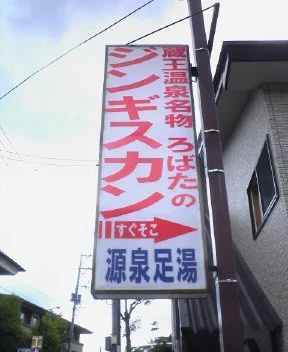 蔵王温泉名物 ろばたの
ジンギスカン
すぐそこ
源泉足湯